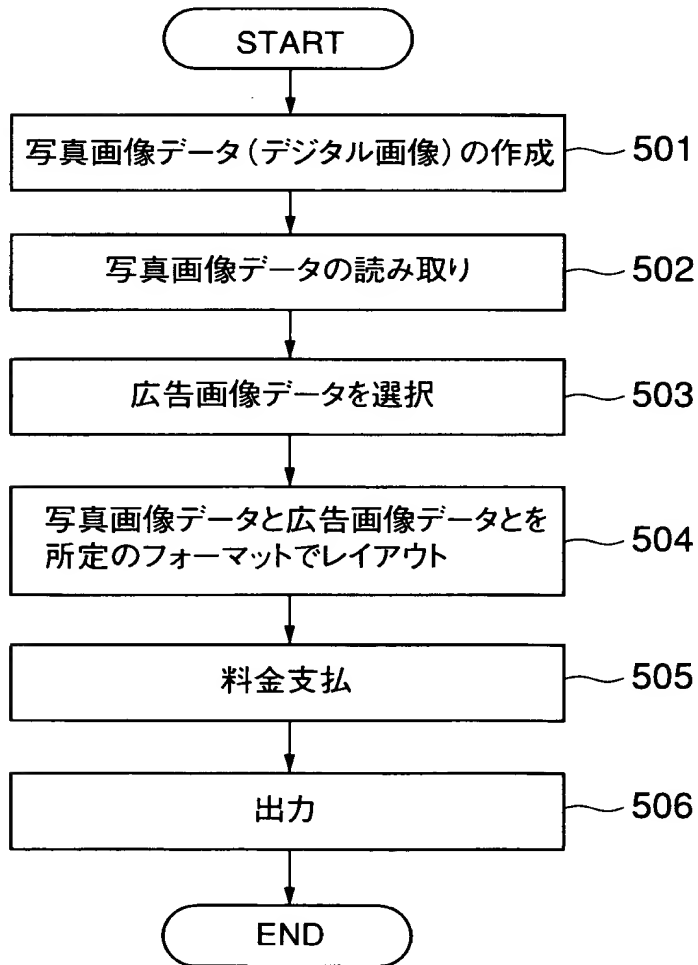 START
写真画像データ(デジタル画像)の作成
501
写真画像データの読み取り
502
広告画像データを選択
503
写真画像データと広告画像データとを
所定のフォーマットでレイアウト
504
料金支払
505
出力
506
END